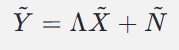 Ỹ = ΛX̃ + Ñ